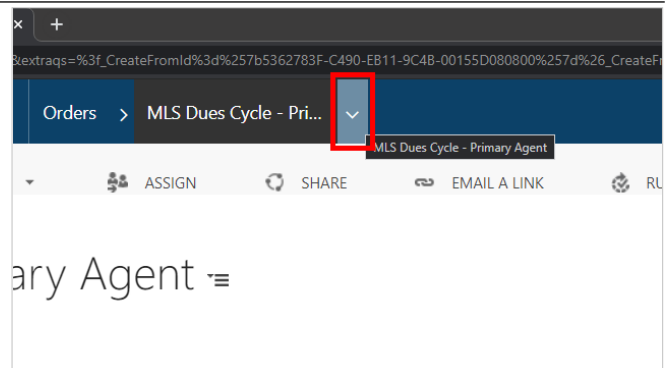 &extraqs=%3f_CreateFromId%3d%257b5362783F-C490-EB11-9C4B-00155D080800%257d%26_CreateFr
Orders > MLS Dues Cycle - Pri...
MLS Dues Cycle - Primary Agent
ASSIGN SHARE EMAIL A LINK RU
ary Agent